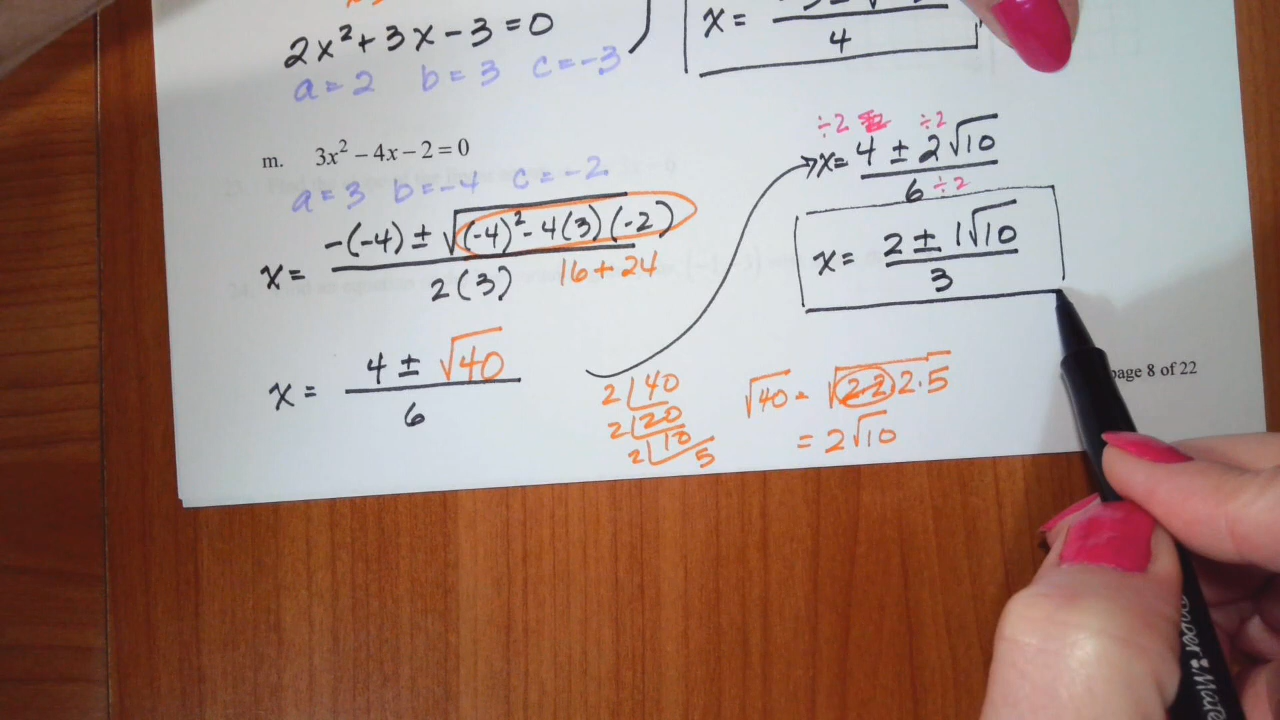 2x² + 3x - 3 = 0
a = 2 b = 3 c = -3
x =
4
m. 3x² − 4x − 2 = 0
a = 3 b = -4 c = -2
x = -(-4) ± √(-4)² - 4(3)(-2)
2(3) 16 + 24
x = 4 ± √40
6
2 40
2 20
2 10
5
√40 = √2·2·2·5
= 2√10
÷2 ÷2
x = 4 ± 2√10
6 ÷2
x = 2 ± 1√10
3
page 8 of 22